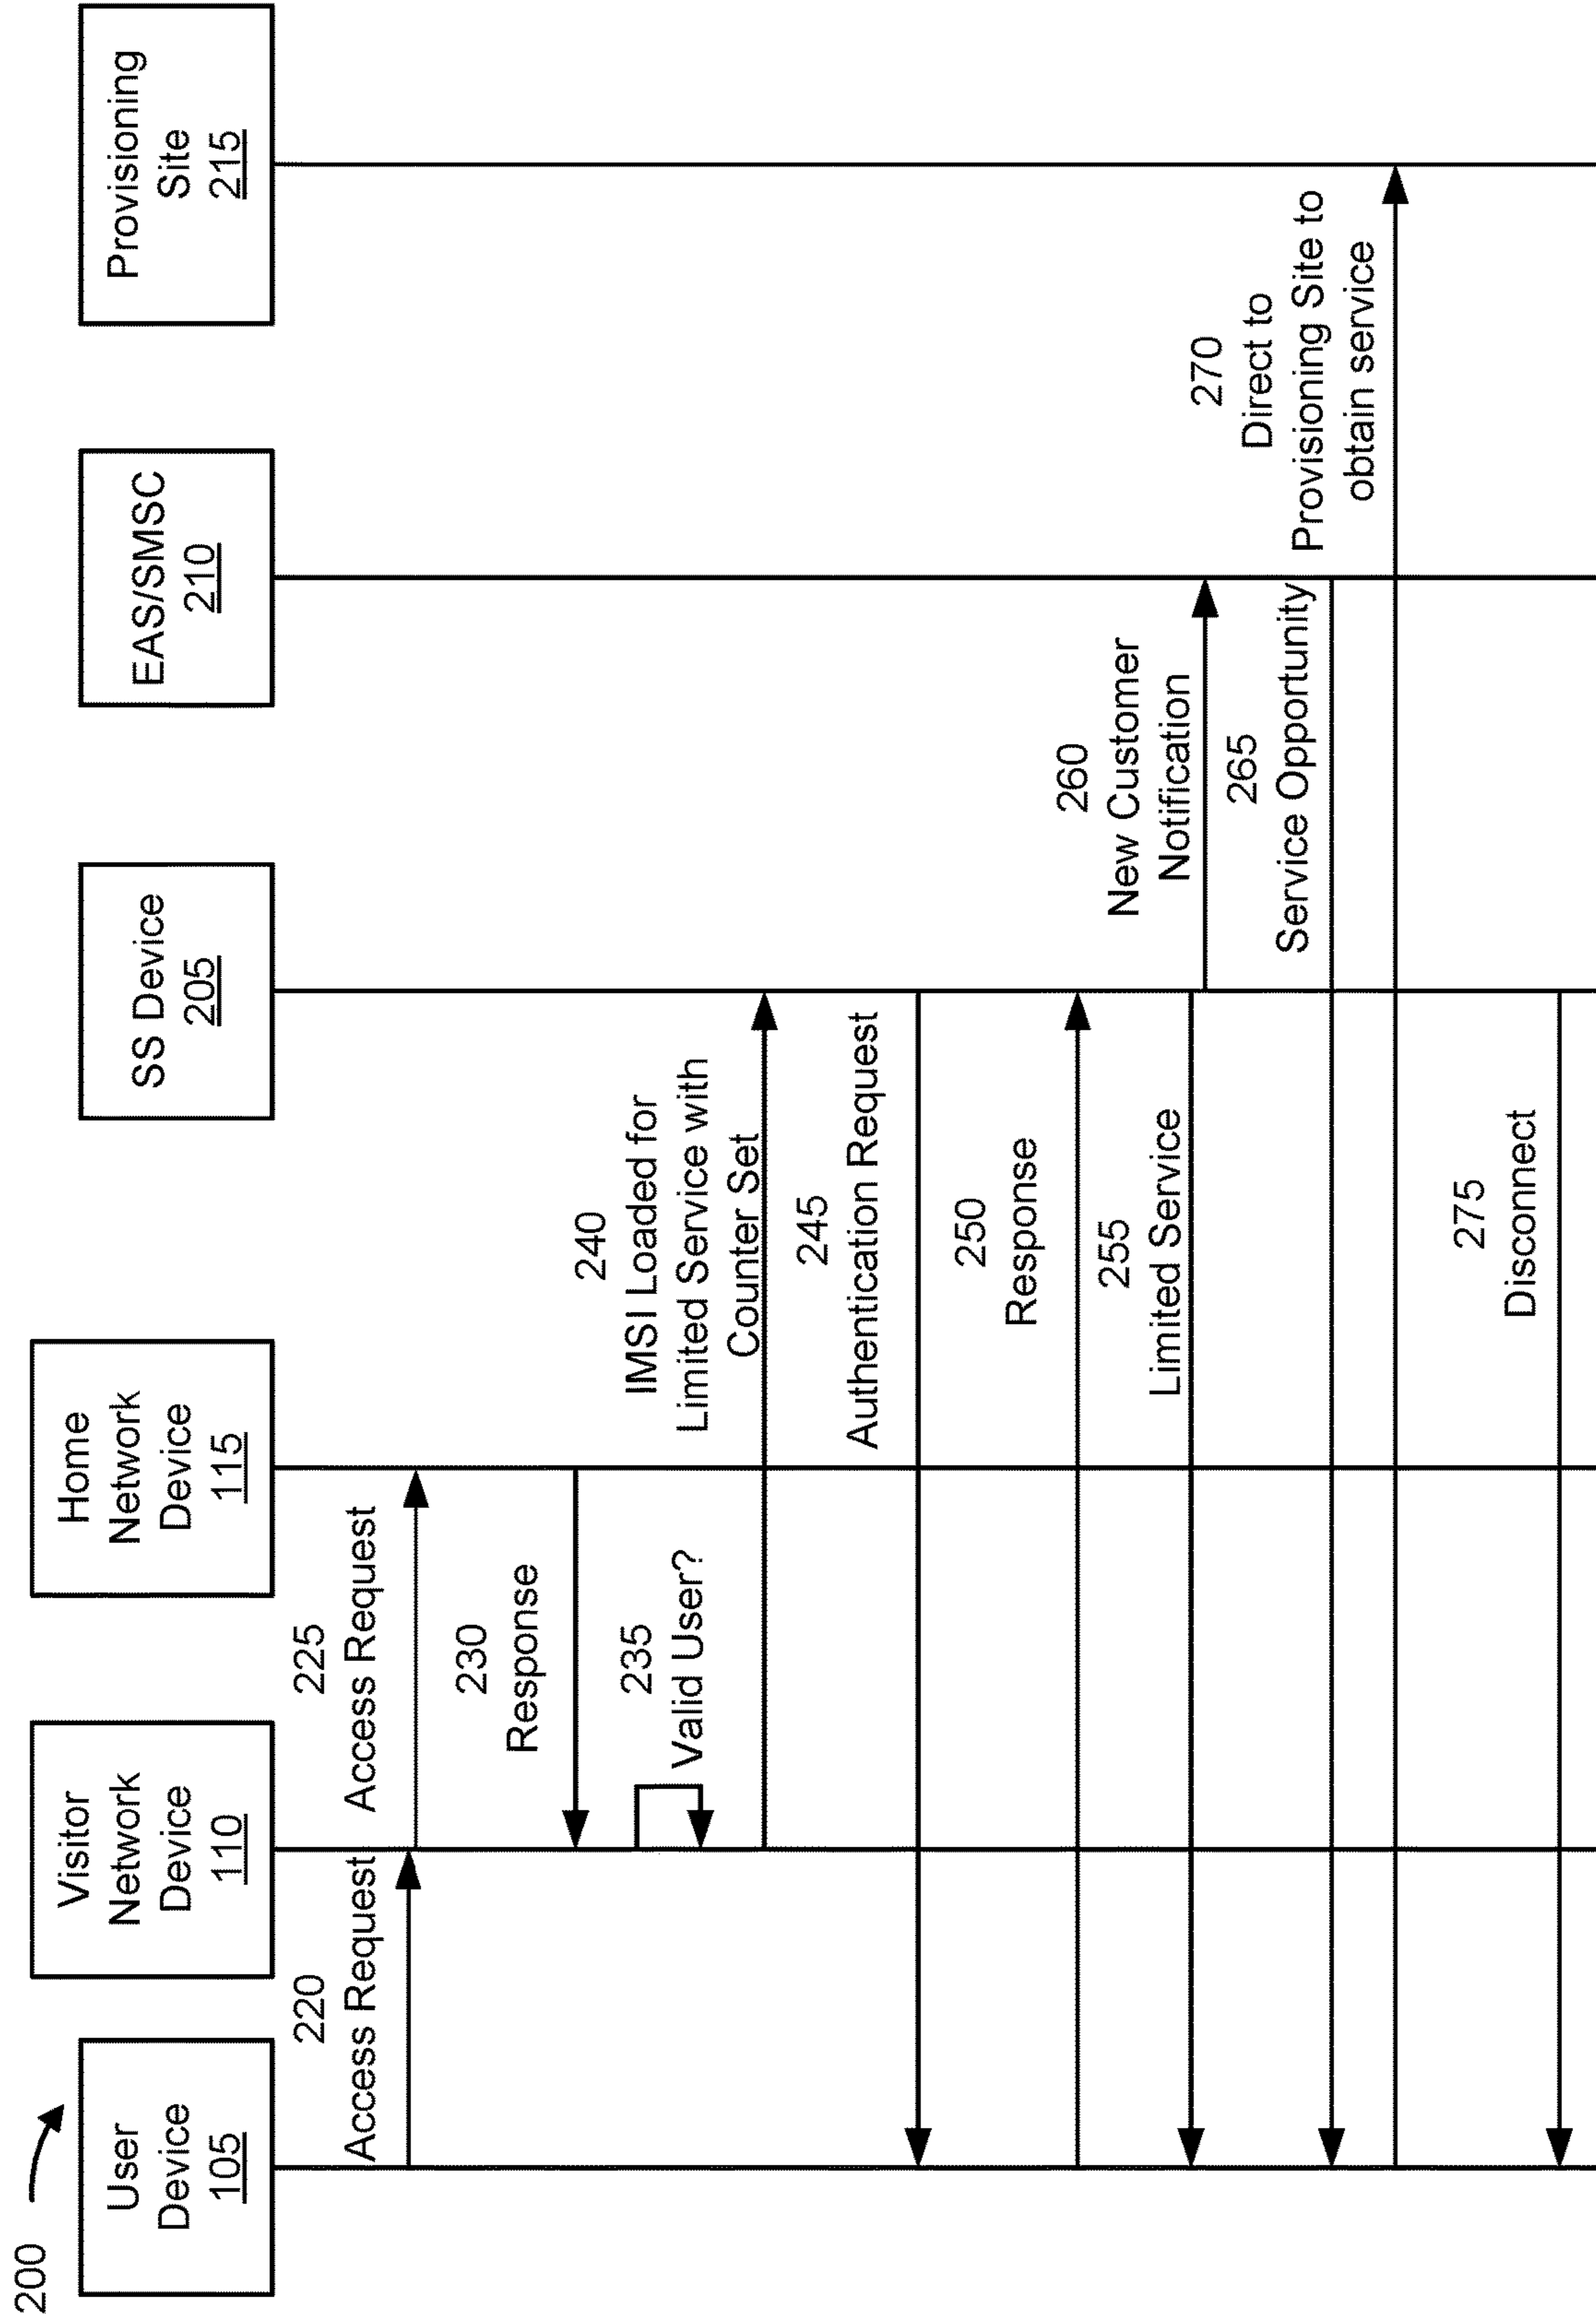 200
User
Device
105
Visitor
Network
Device
110
Home
Network
Device
115
SS Device
205
EAS/SMSC
210
Provisioning
Site
215
220
Access Request
225
Access Request
230
Response
235
Valid User?
240
IMSI Loaded for
Limited Service with
Counter Set
245
Authentication Request
250
Response
255
Limited Service
260
New Customer
Notification
265
Service Opportunity
270
Direct to
Provisioning Site to
obtain service
275
Disconnect